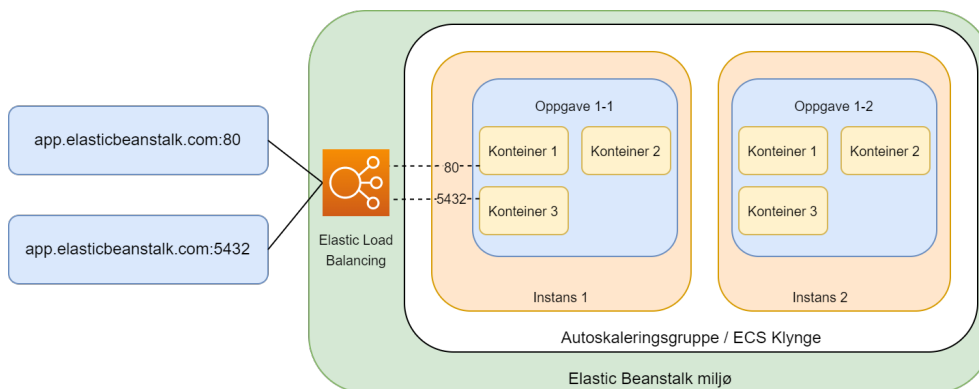 app.elasticbeanstalk.com:80
app.elasticbeanstalk.com:5432
Elastic Load
Balancing
80
5432
Oppgave 1-1
Konteiner 1
Konteiner 2
Konteiner 3
Instans 1
Oppgave 1-2
Konteiner 1
Konteiner 2
Konteiner 3
Instans 2
Autoskaleringsgruppe / ECS Klynge
Elastic Beanstalk miljø